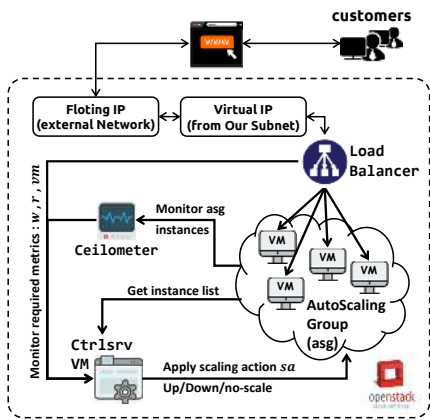 customers
WWW
Floting IP
(external Network)
Virtual IP
(from Our Subnet)
Load
Balancer
Monitor required metrics : w , r , vm
Monitor asg
instances
Ceilometer
VM
VM
VM
VM
AutoScaling
Group
(asg)
Get instance list
Ctrlsrv
VM
Apply scaling action sa
Up/Down/no-scale
openstack